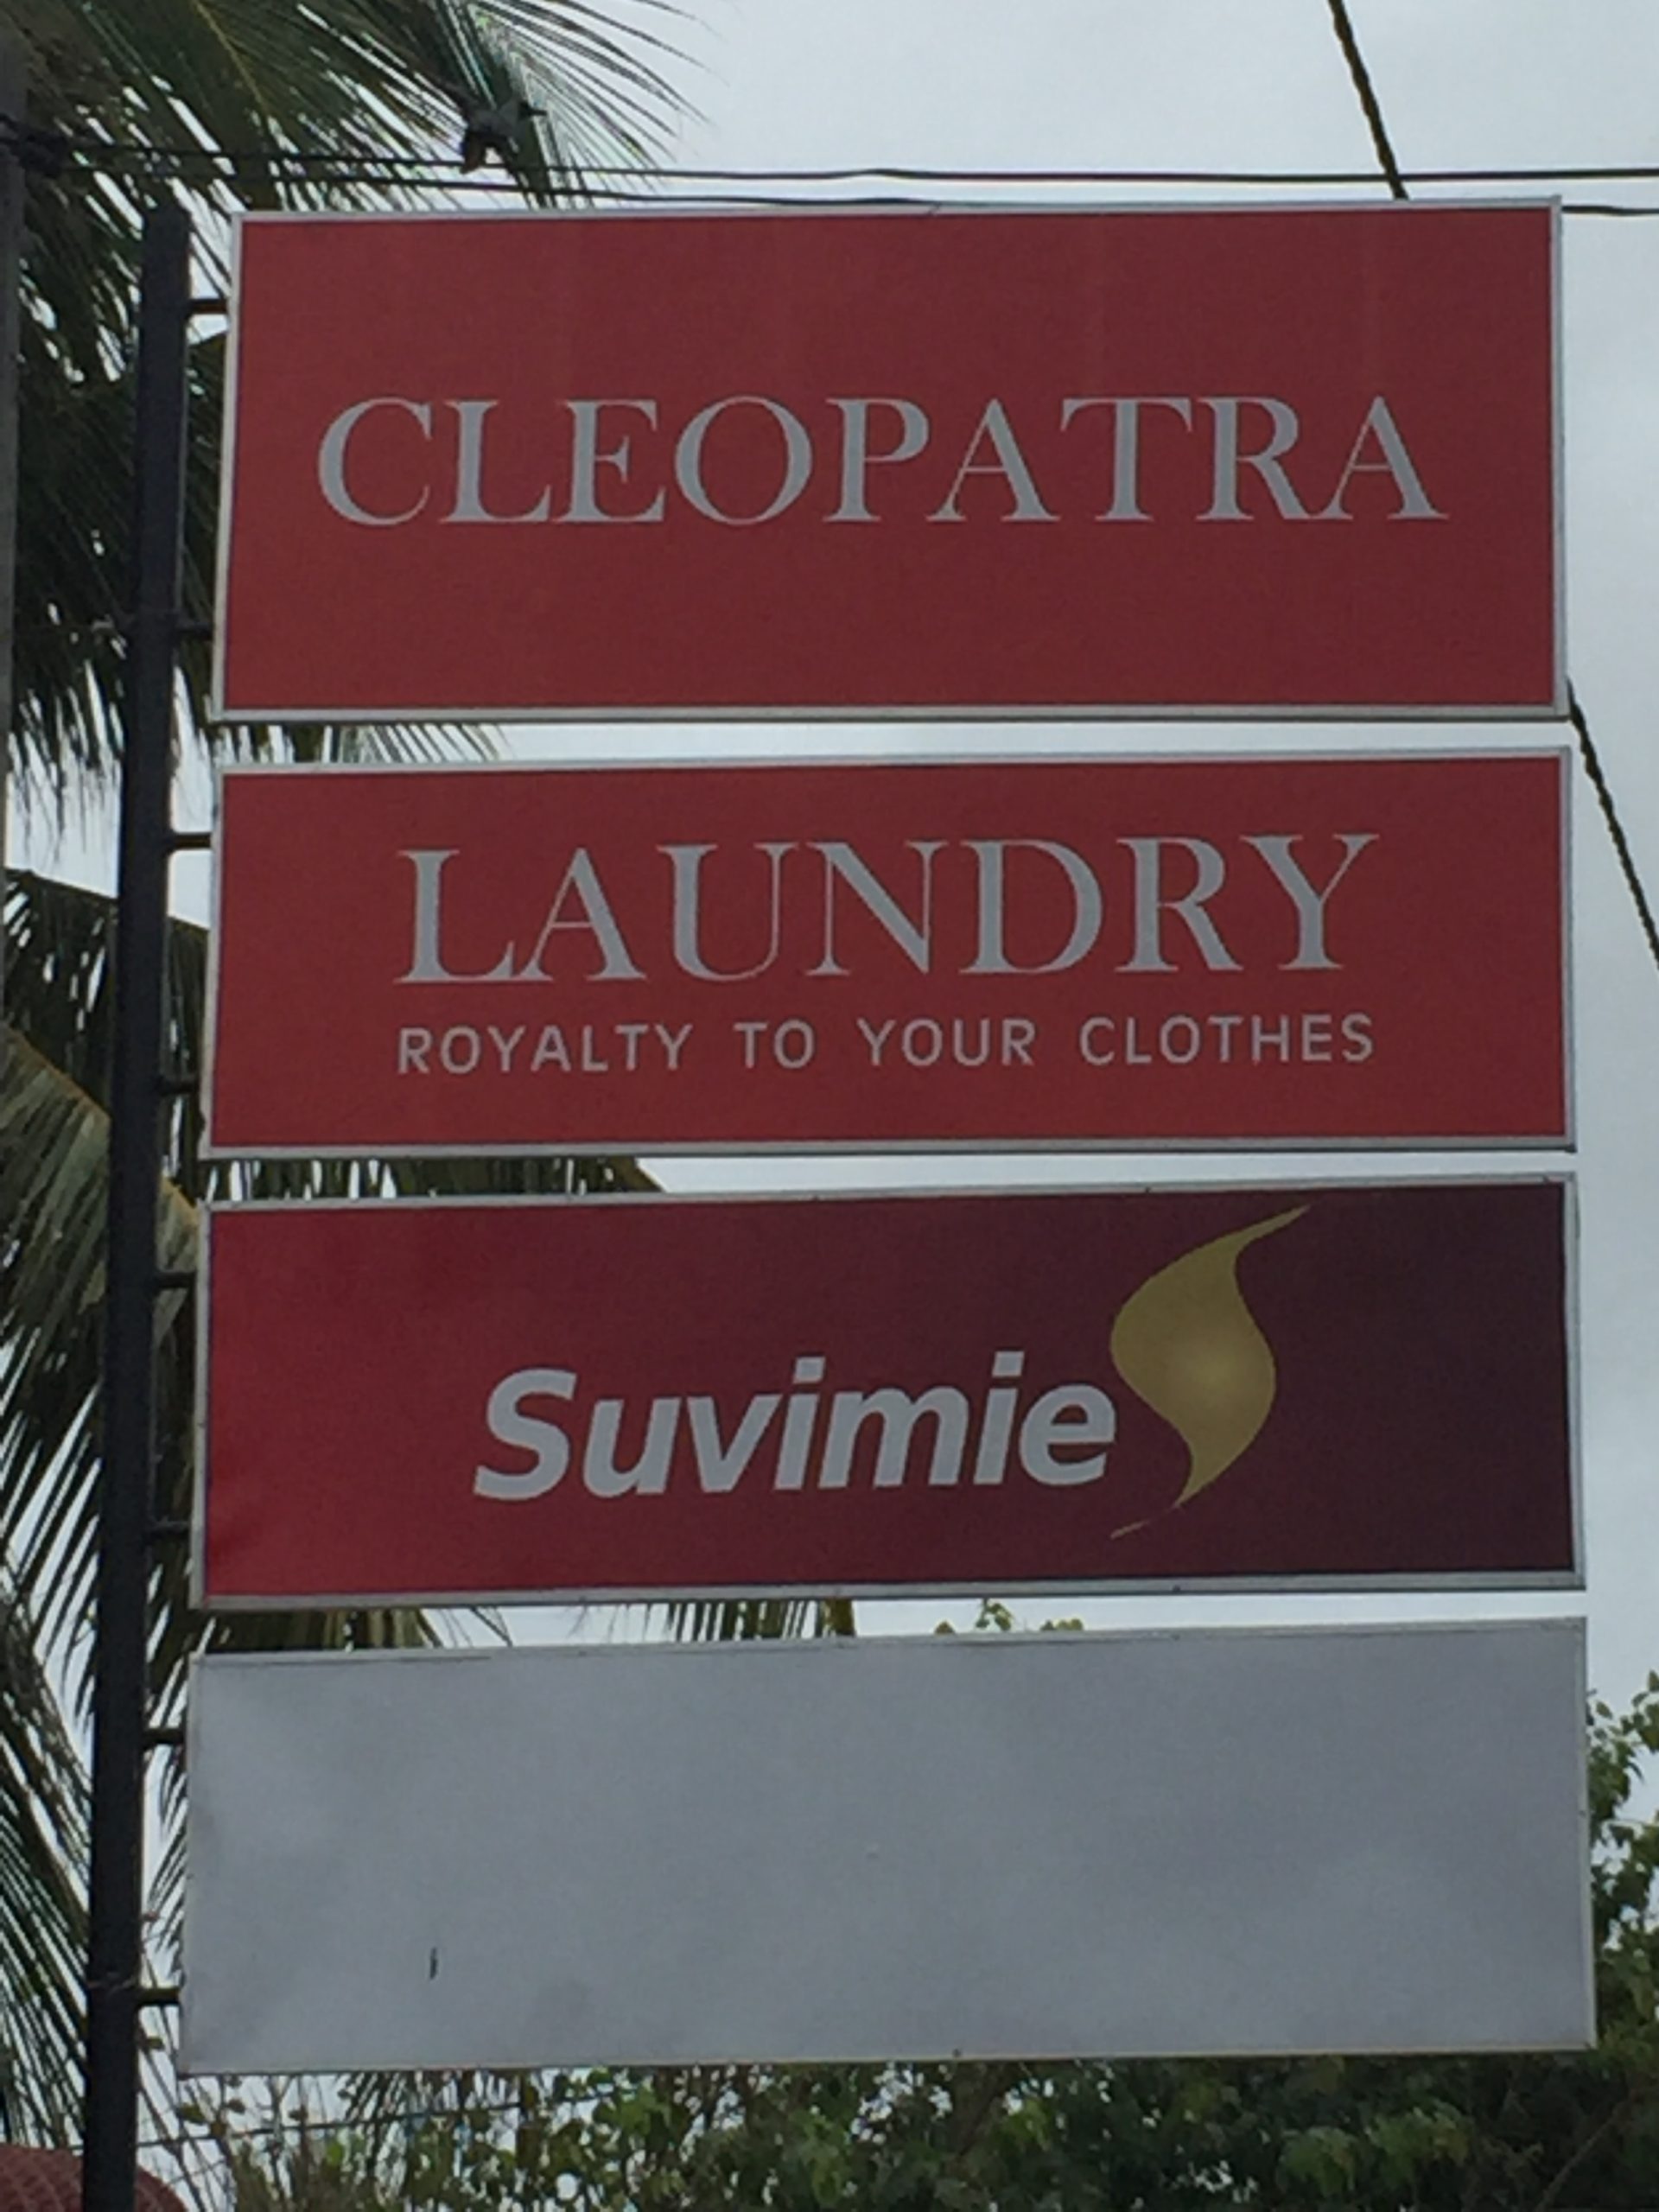 CLEOPATRA
LAUNDRY
ROYALTY TO YOUR CLOTHES
Suvimie